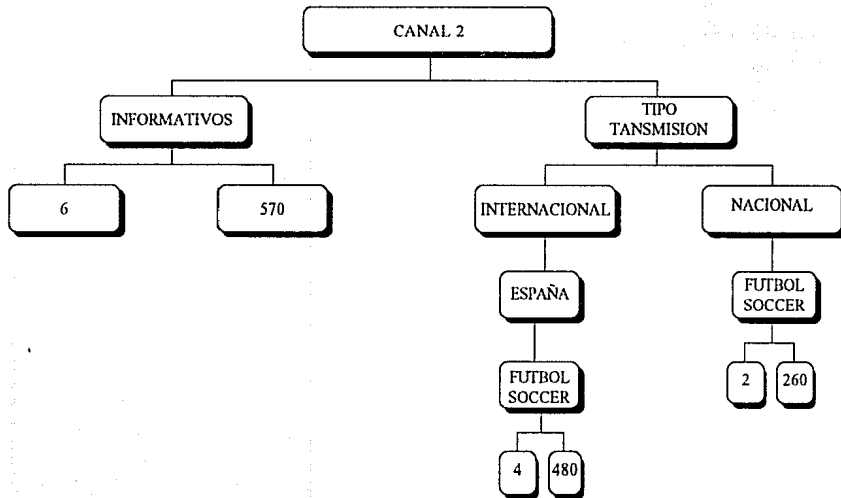 CANAL 2
INFORMATIVOS
TIPO
TANSMISION
6
570
INTERNACIONAL
NACIONAL
ESPAÑA
FUTBOL
SOCCER
FUTBOL
SOCCER
2
260
4
480